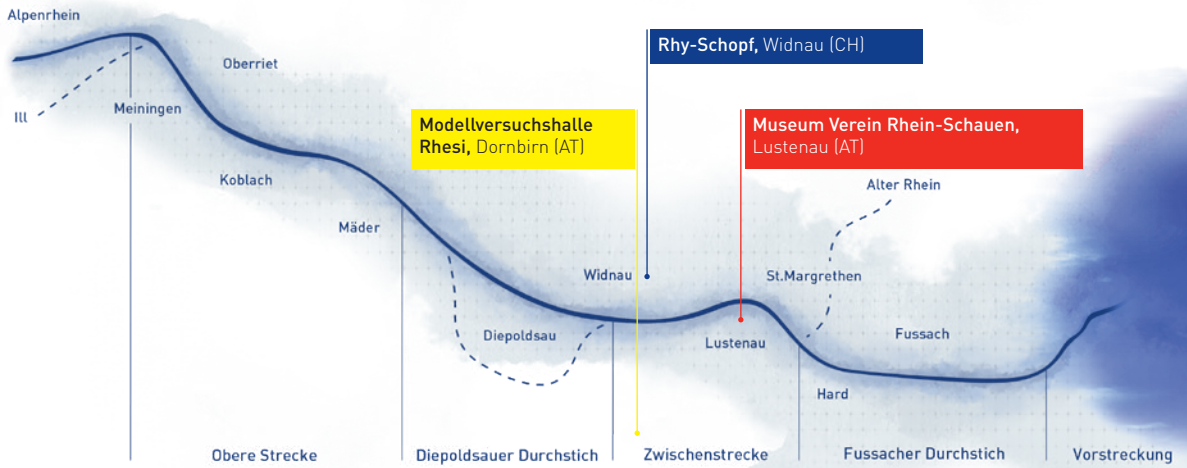 Alpenrhein
Rhy-Schopf, Widnau (CH)
Oberriet
Ill
Meiningen
Modellversuchshalle
Rhesi, Dornbirn (AT)
Museum Verein Rhein-Schauen,
Lustenau (AT)
Koblach
Alter Rhein
Mäder
Widnau
St.Margrethen
Diepoldsau
Lustenau
Fussach
Hard
Obere Strecke
Diepoldsauer Durchstich
Zwischenstrecke
Fussacher Durchstich
Vorstreckung